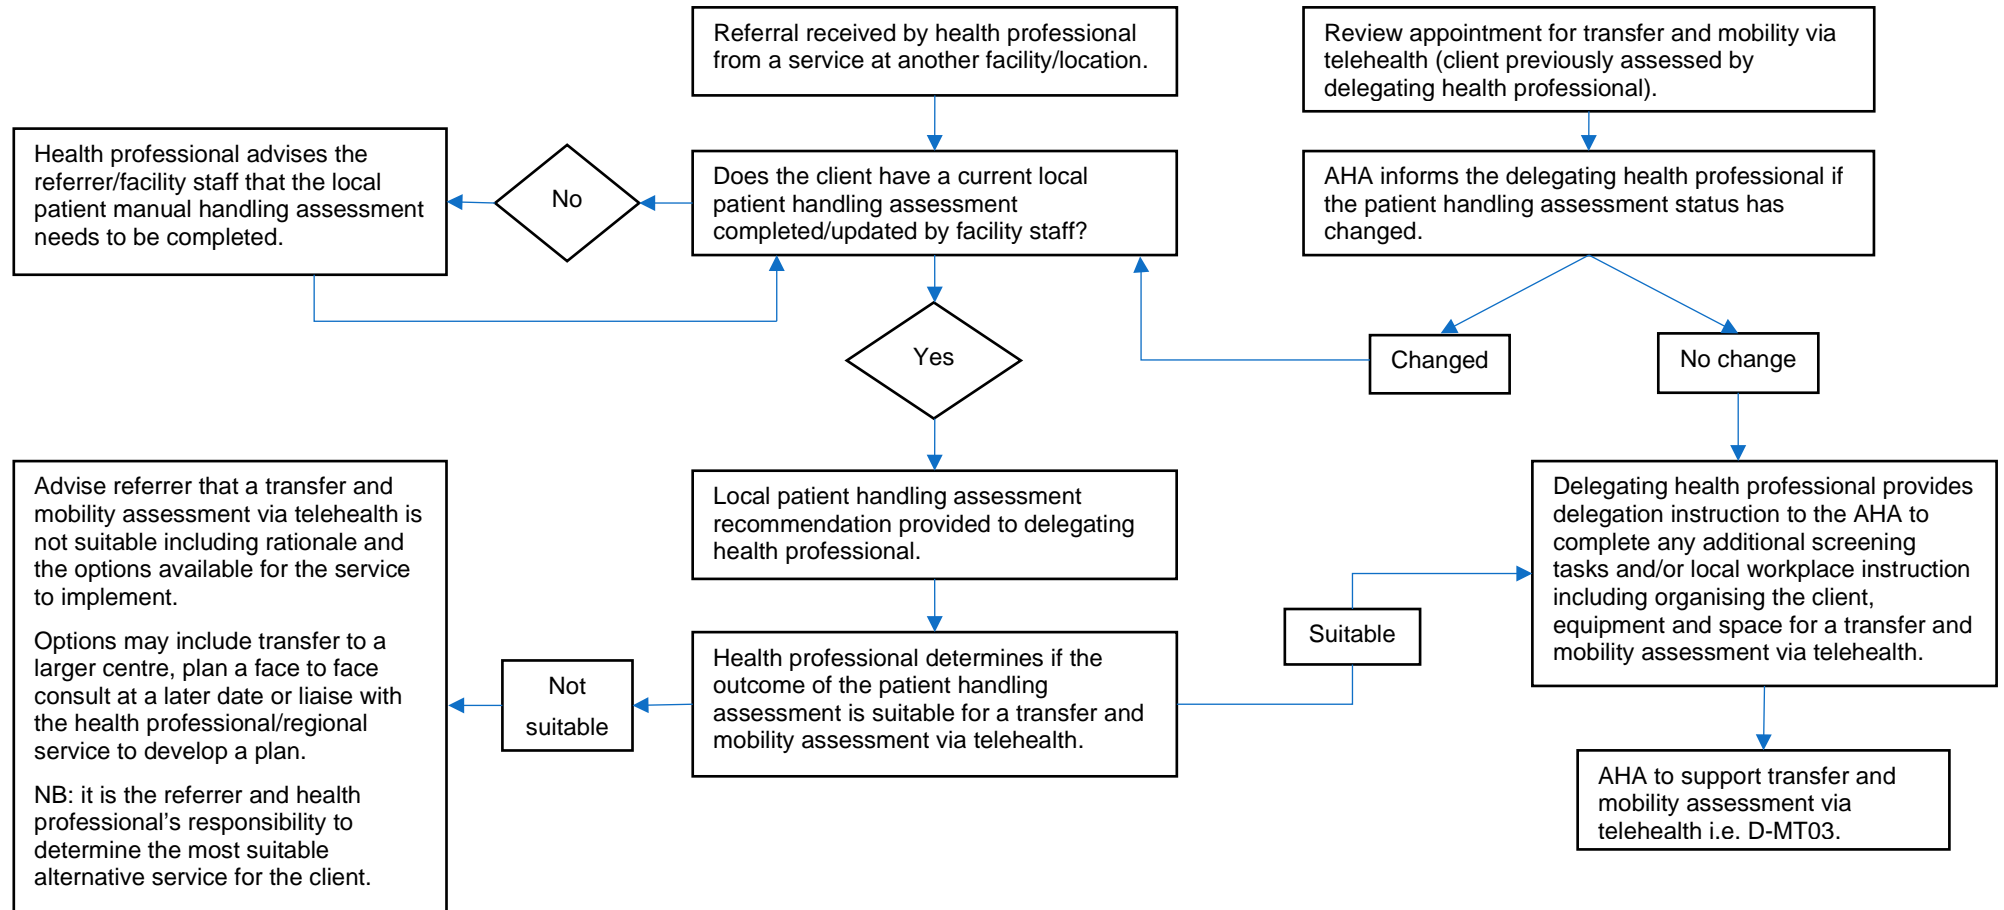 Referral received by health professional
from a service at another facility/location.
Review appointment for transfer and mobility via
telehealth (client previously assessed by
delegating health professional).
Health professional advises the
referrer/facility staff that the local
patient manual handling assessment
needs to be completed.
No
Does the client have a current local
patient handling assessment
completed/updated by facility staff?
AHA informs the delegating health professional if
the patient handling assessment status has
changed.
Yes
Changed
No change
Advise referrer that a transfer and
mobility assessment via telehealth is
not suitable including rationale and
the options available for the service
to implement.
Options may include transfer to a
larger centre, plan a face to face
consult at a later date or liaise with
the health professional/regional
service to develop a plan.
NB: it is the referrer and health
professional’s responsibility to
determine the most suitable
alternative service for the client.
Local patient handling assessment
recommendation provided to delegating
health professional.
Not
suitable
Health professional determines if the
outcome of the patient handling
assessment is suitable for a transfer and
mobility assessment via telehealth.
Suitable
Delegating health professional provides
delegation instruction to the AHA to
complete any additional screening
tasks and/or local workplace instruction
including organising the client,
equipment and space for a transfer and
mobility assessment via telehealth.
AHA to support transfer and
mobility assessment via
telehealth i.e. D-MT03.